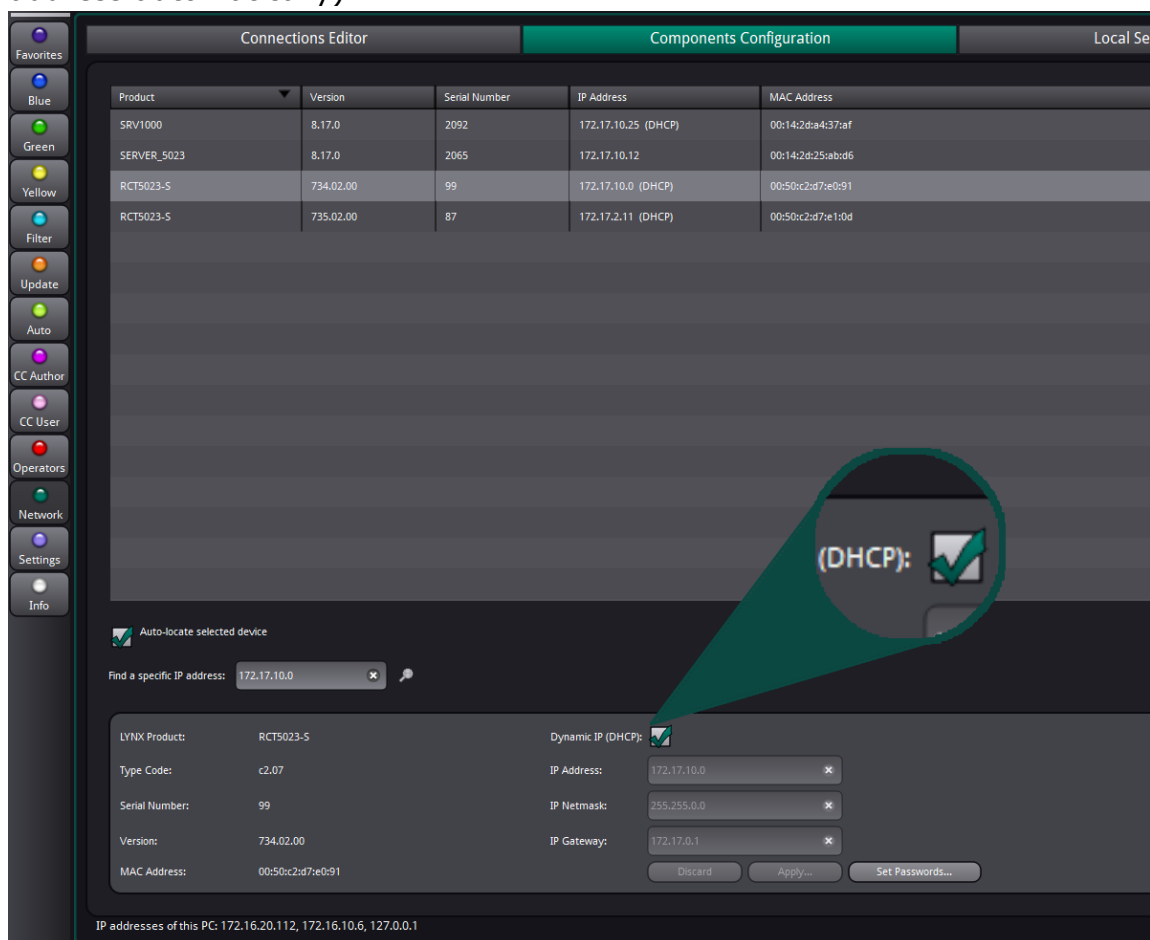 Connections Editor
Components Configuration
Local Se
Favorites
Blue
Green
Yellow
Filter
Update
Auto
CC Author
CC User
Operators
Network
Settings
Info
Product Version Serial Number IP Address MAC Address
SRV1000 8.17.0 2092 172.17.10.25 (DHCP) 00:14:2d:a4:37:af
SERVER_5023 8.17.0 2065 172.17.10.12 00:14:2d:25:ab:d6
RCT5023-S 734.02.00 99 172.17.10.0 (DHCP) 00:50:c2:d7:e0:91
RCT5023-S 735.02.00 87 172.17.2.11 (DHCP) 00:50:c2:d7:e1:0d
(DHCP):
Auto-locate selected device
Find a specific IP address: 172.17.10.0
LYNX Product: RCT5023-S Dynamic IP (DHCP):
Type Code: c2.07 IP Address: 172.17.10.0
Serial Number: 99 IP Netmask: 255.255.0.0
Version: 734.02.00 IP Gateway: 172.17.0.1
MAC Address: 00:50:c2:d7:e0:91 Discard Apply... Set Passwords...
IP addresses of this PC: 172.16.20.112, 172.16.10.6, 127.0.0.1